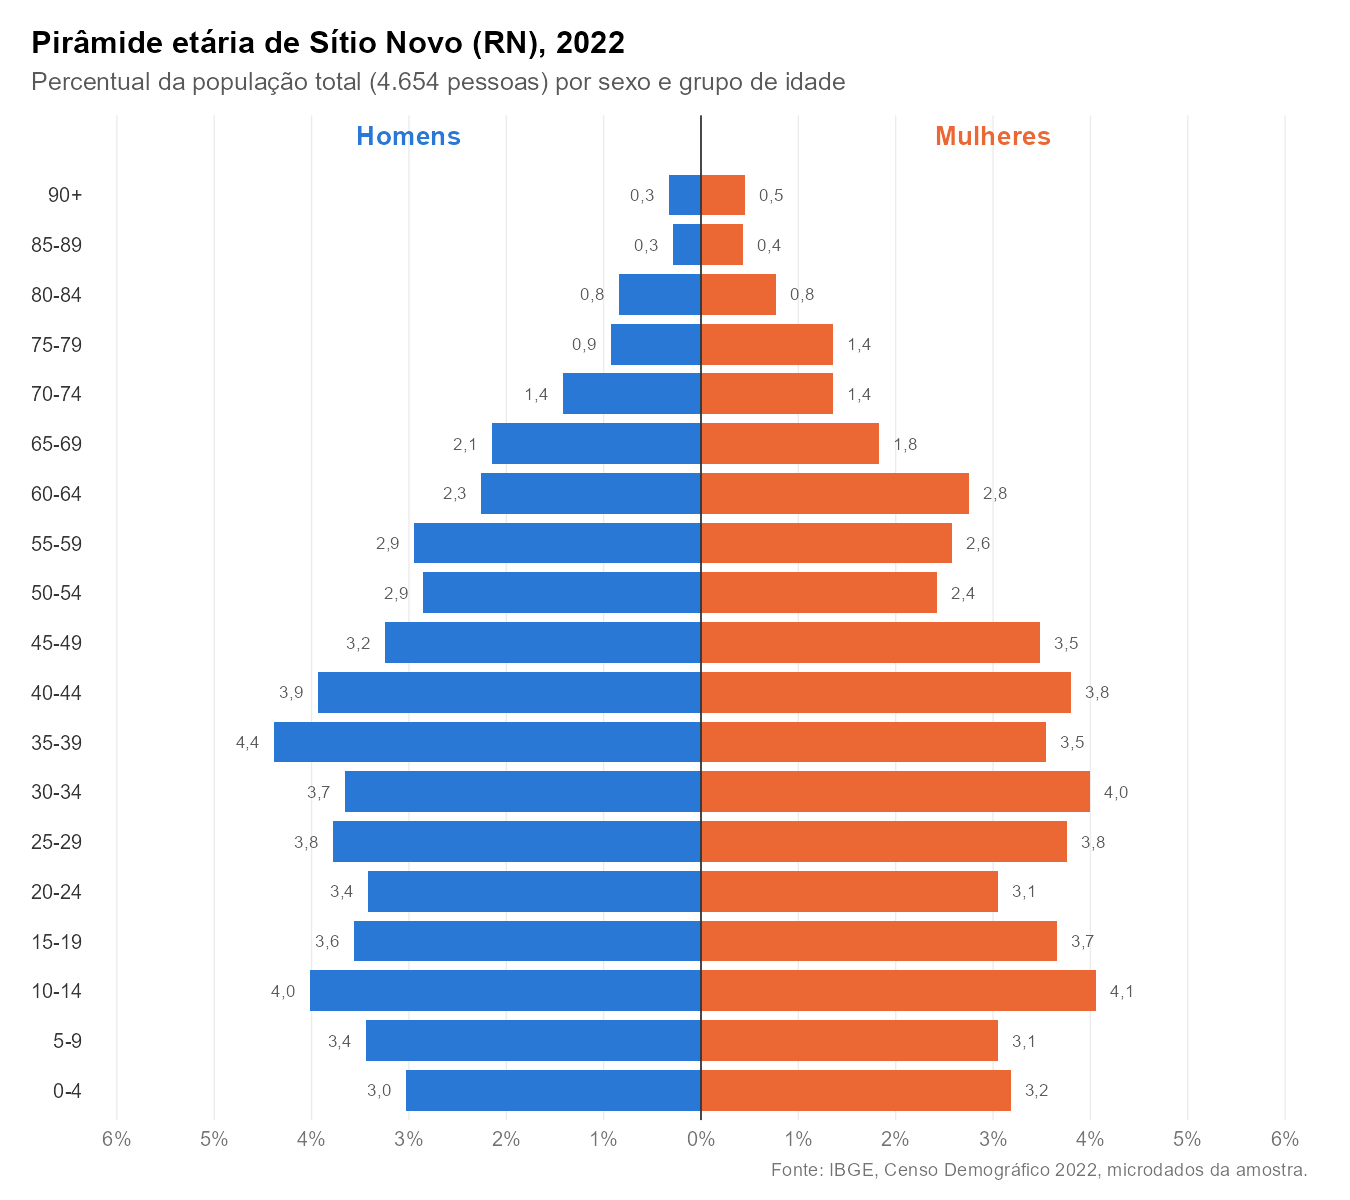 Pirâmide etária de Sítio Novo (RN), 2022
Percentual da população total (4.654 pessoas) por sexo e grupo de idade
Homens Mulheres
90+ 0,3 0,5
85-89 0,3 0,4
80-84 0,8 0,8
75-79 0,9 1,4
70-74 1,4 1,4
65-69 2,1 1,8
60-64 2,3 2,8
55-59 2,9 2,6
50-54 2,9 2,4
45-49 3,2 3,5
40-44 3,9 3,8
35-39 4,4 3,5
30-34 3,7 4,0
25-29 3,8 3,8
20-24 3,4 3,1
15-19 3,6 3,7
10-14 4,0 4,1
5-9 3,4 3,1
0-4 3,0 3,2
6% 5% 4% 3% 2% 1% 0% 1% 2% 3% 4% 5% 6%
Fonte: IBGE, Censo Demográfico 2022, microdados da amostra.